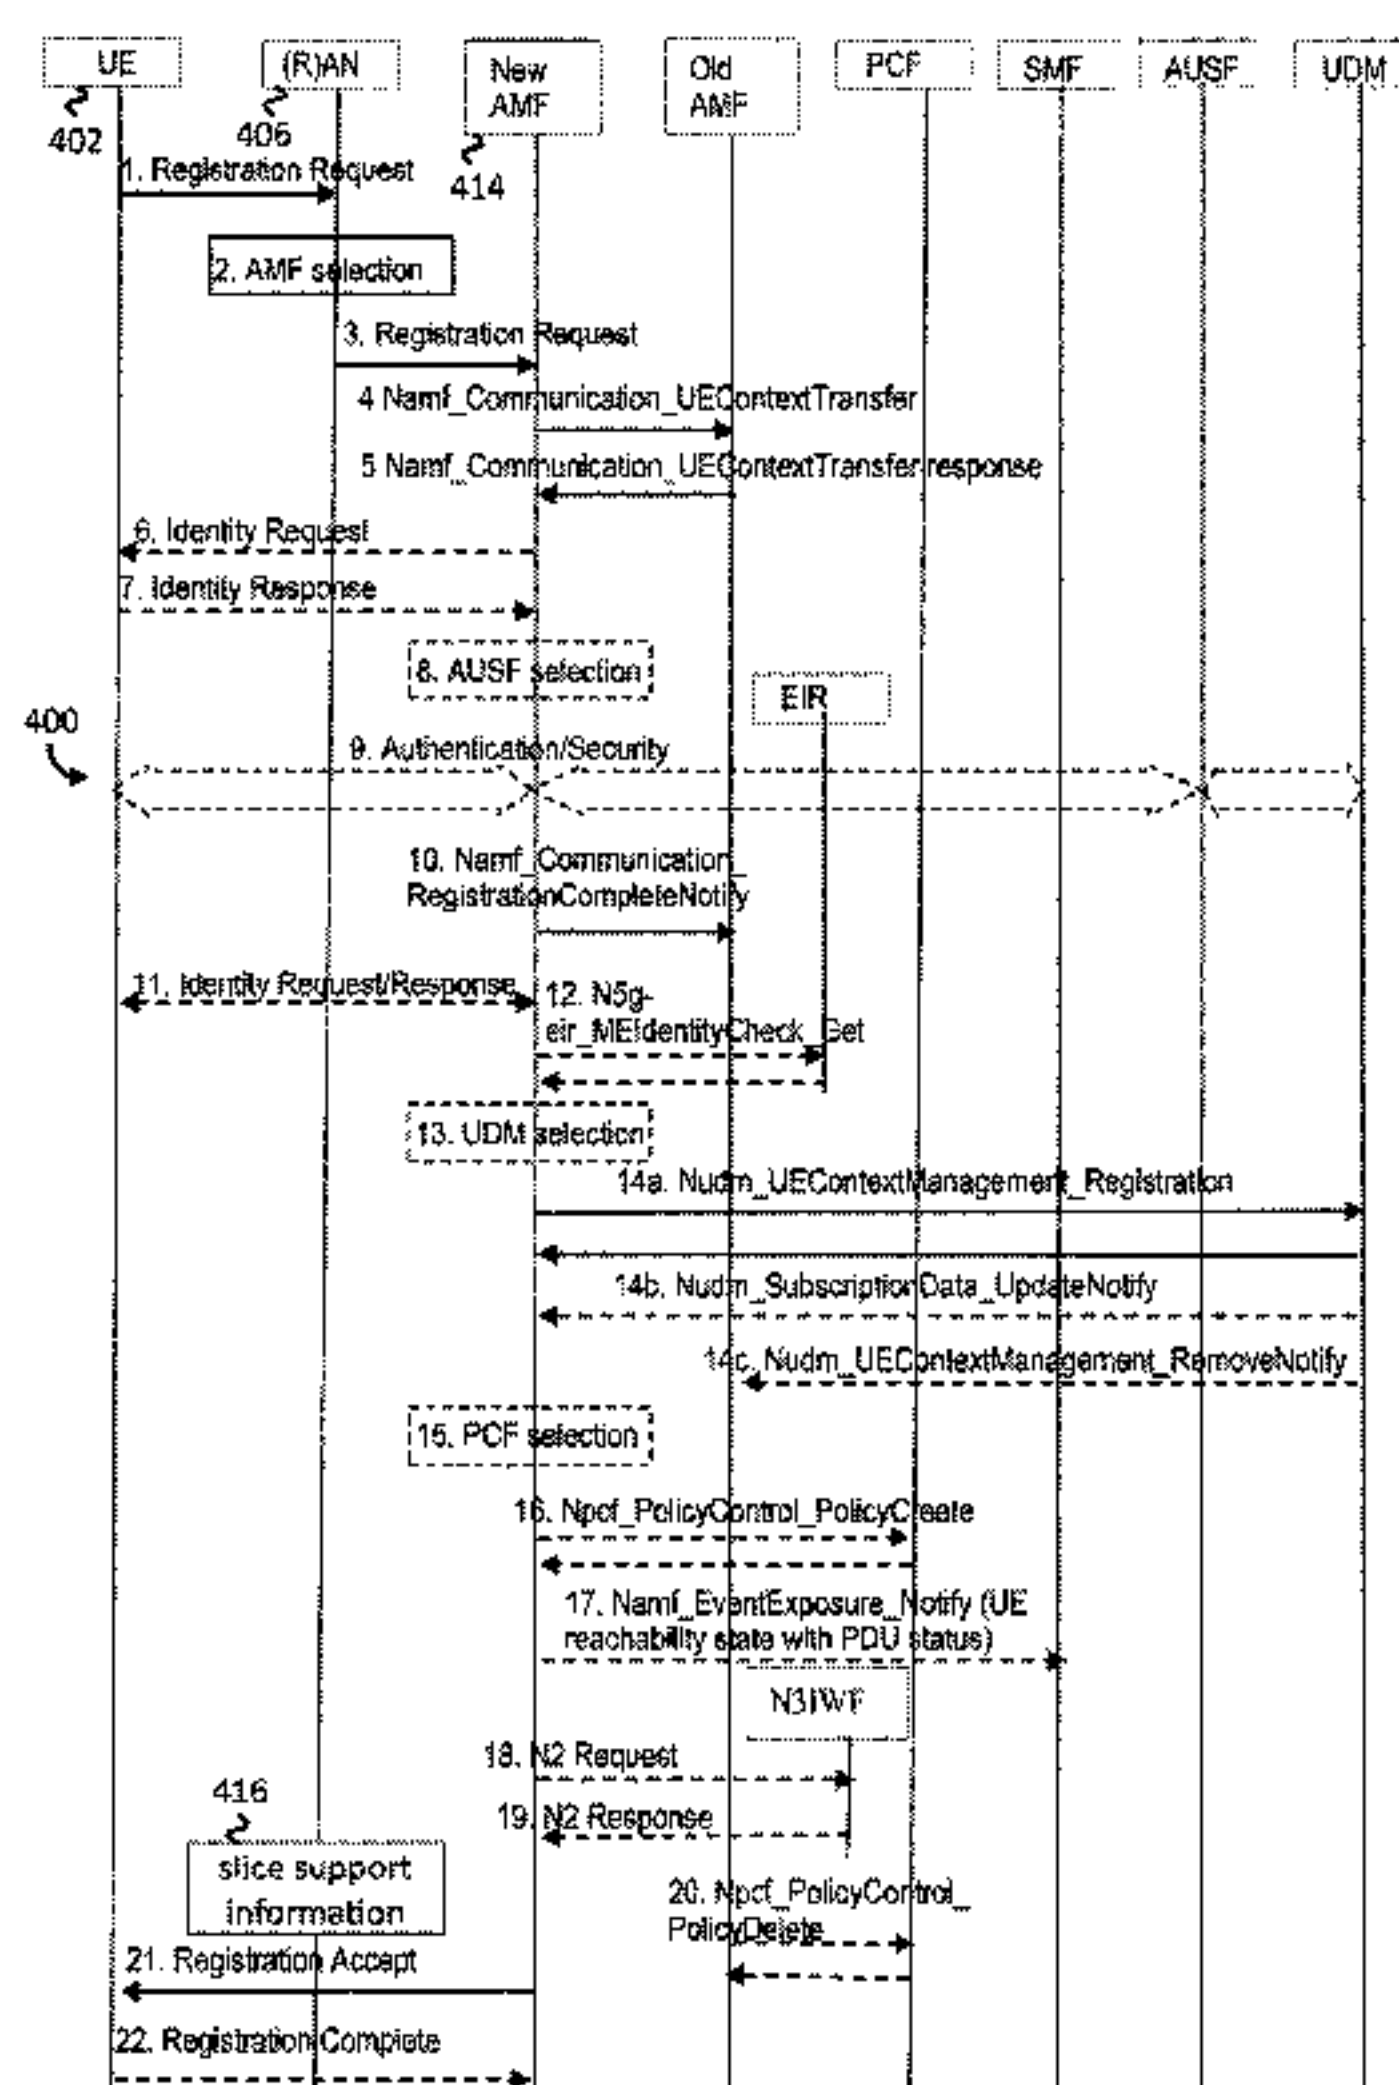 UE
(R)AN
New
AMF
Old
AMF
PCF
SMF
AUSF
UDM
402
406
414
1. Registration Request
2. AMF selection
3. Registration Request
4 Namf_Communication_UEContextTransfer
5 Namf_Communication_UEContextTransfer response
6. Identity Request
7. Identity Response
8. AUSF selection
EIR
400
9. Authentication/Security
10. Namf_Communication_
RegistrationCompleteNotify
11. Identity Request/Response
12. N5g-
eir_MEIdentityCheck_Get
13. UDM selection
14a. Nudm_UEContextManagement_Registration
14b. Nudm_SubscriptionData_UpdateNotify
14c. Nudm_UEContextManagement_RemoveNotify
15. PCF selection
16. Npcf_PolicyControl_PolicyCreate
17. Namf_EventExposure_Notify (UE
reachability state with PDU status)
N3IWF
18. N2 Request
19. N2 Response
416
slice support
information
20. Npcf_PolicyControl_
PolicyDelete
21. Registration Accept
22. Registration Complete